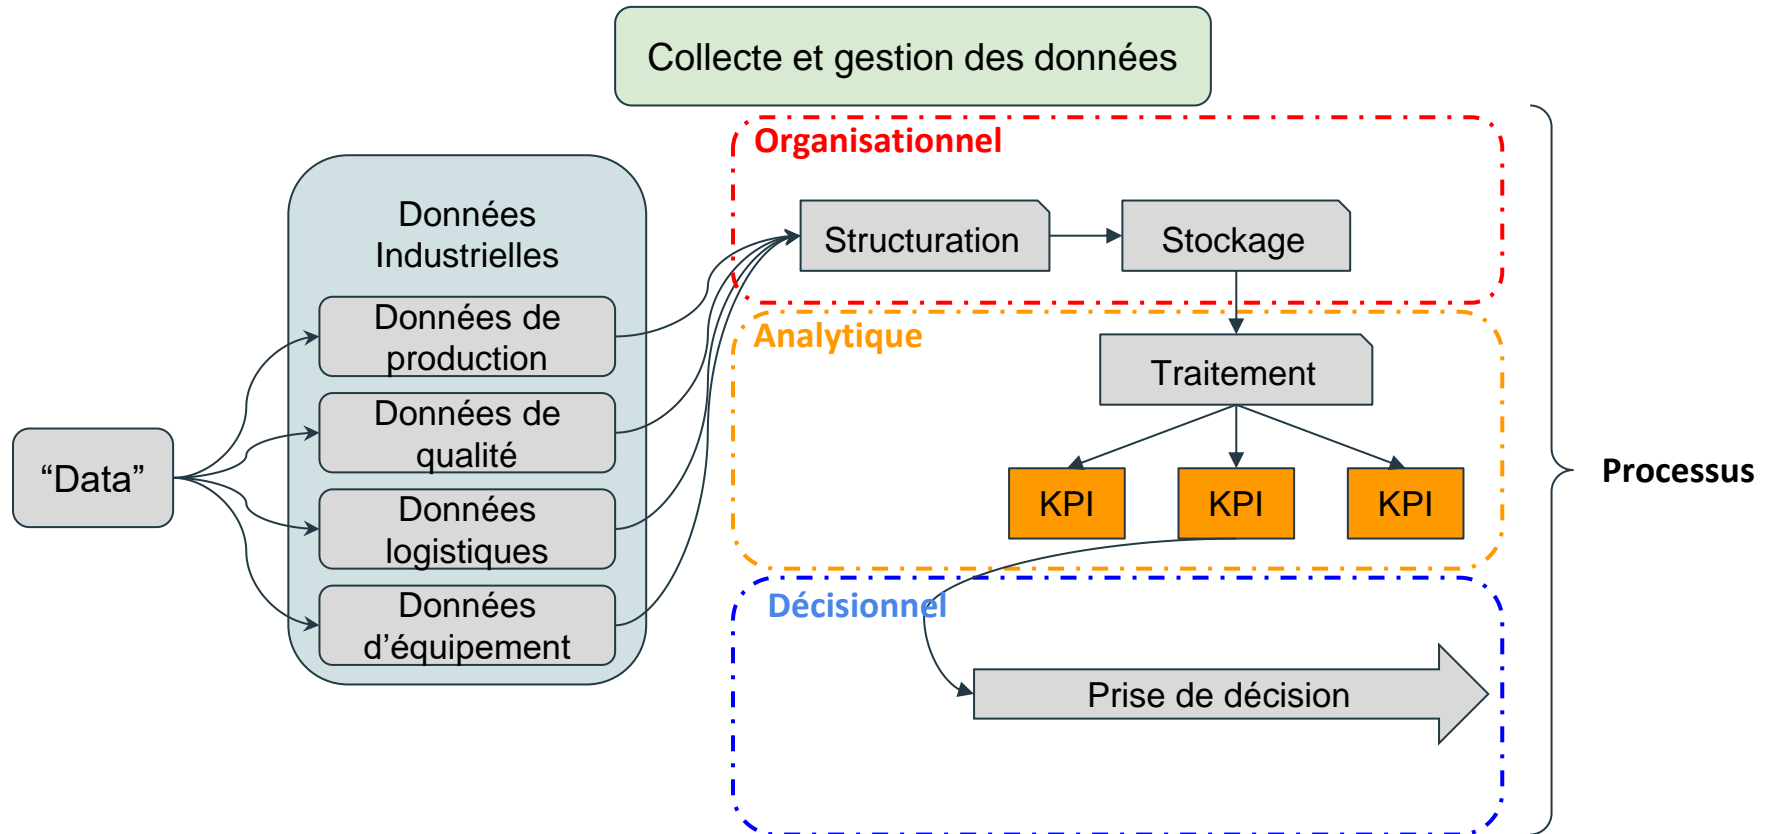 Collecte et gestion des données
Organisationnel
Données
Industrielles
Structuration
Stockage
Données de
production
Analytique
Traitement
Données de
qualité
“Data”
Données
logistiques
KPI
KPI
KPI
Processus
Données
d’équipement
Décisionnel
Prise de décision